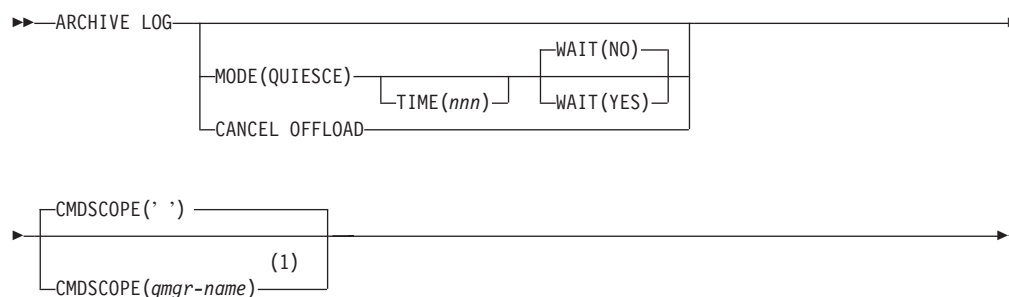 ARCHIVE LOG
WAIT(NO)
MODE(QUIESCE)
TIME(nnn)
WAIT(YES)
CANCEL OFFLOAD
CMDSCOPE(’ ’)
(1)
CMDSCOPE(qmgr-name)